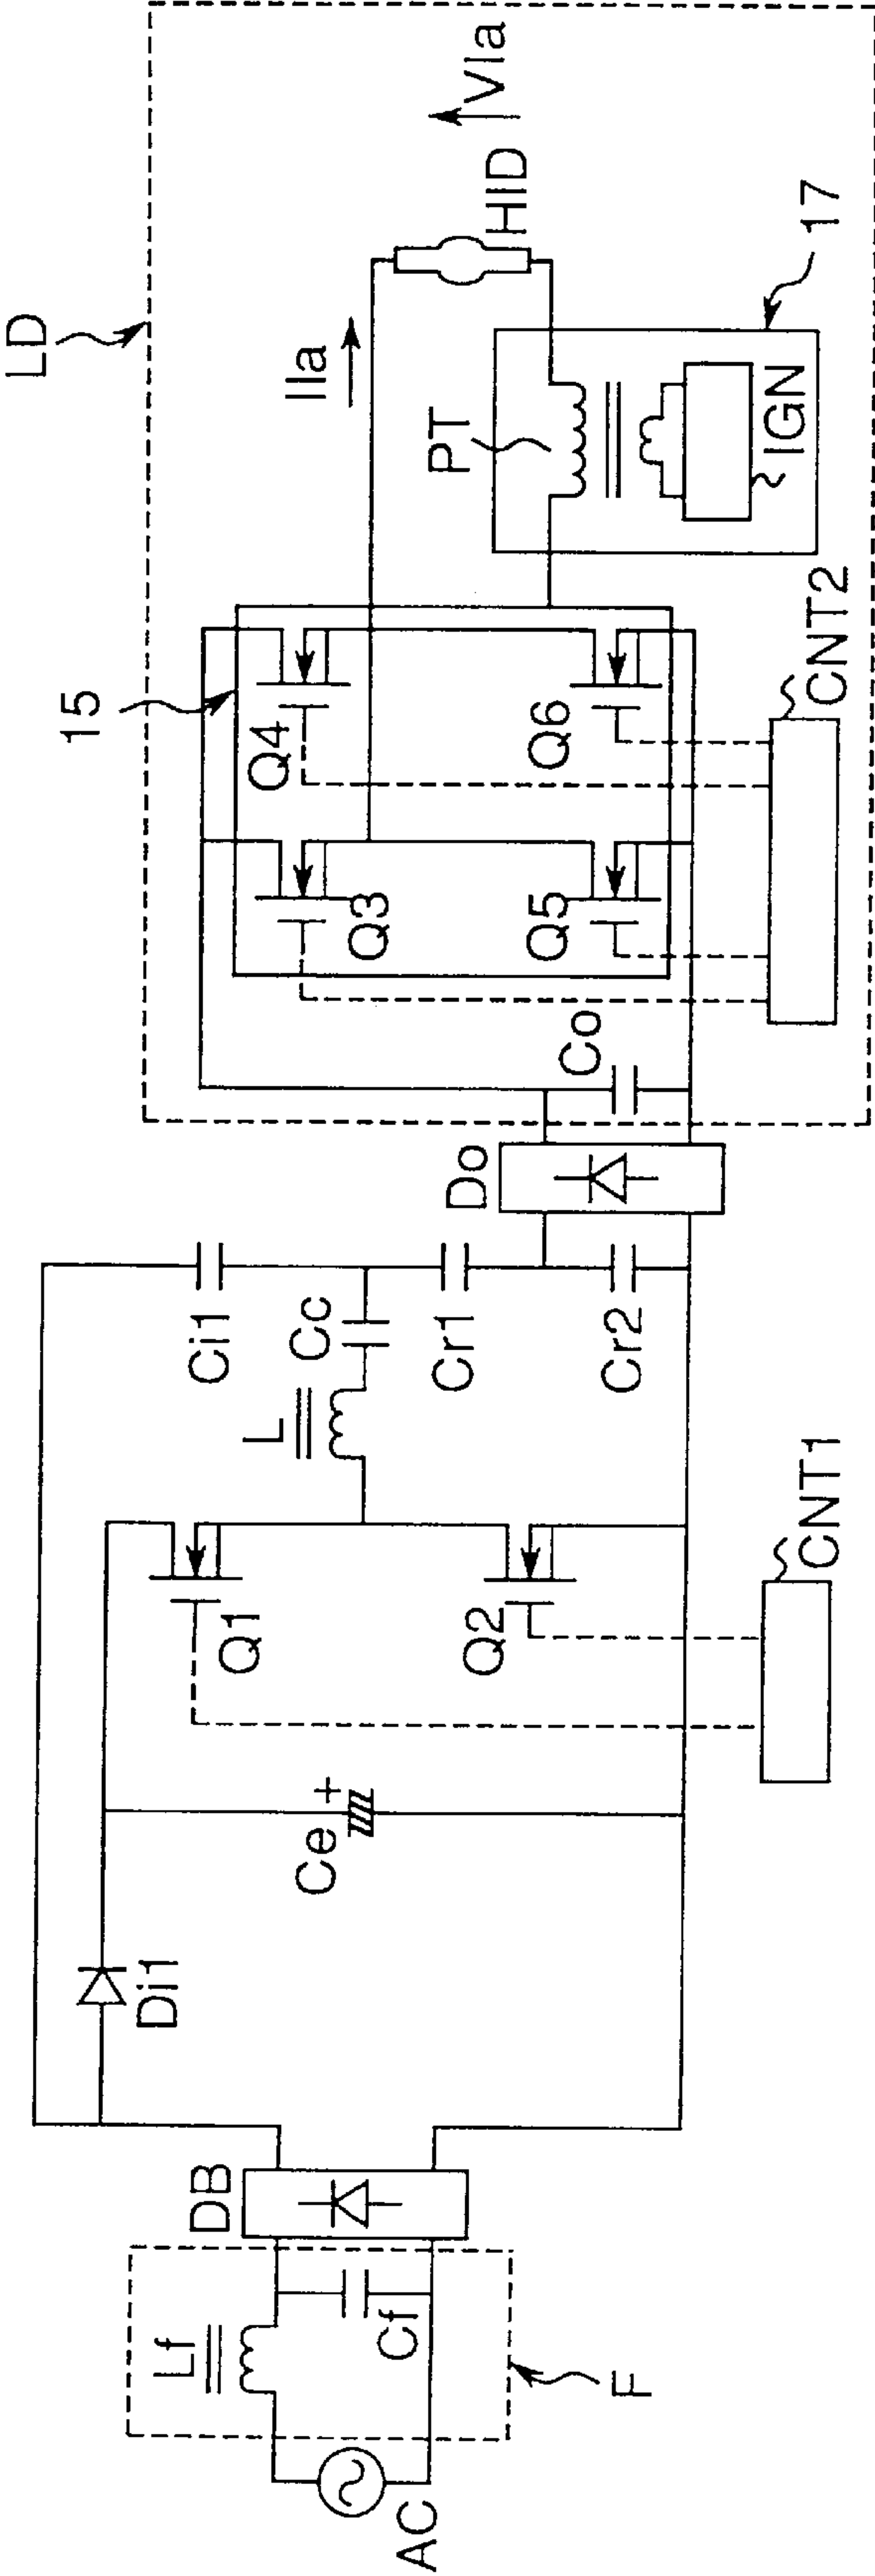 LD
15
Ila
Vla
HID
PT
IGN
17
Q3
Q4
Q5
Q6
CNT2
Co
Do
Ci1
Cc
L
Cr1
Cr2
Q1
Q2
CNT1
Ce
+
Di1
DB
Lf
Cf
F
AC